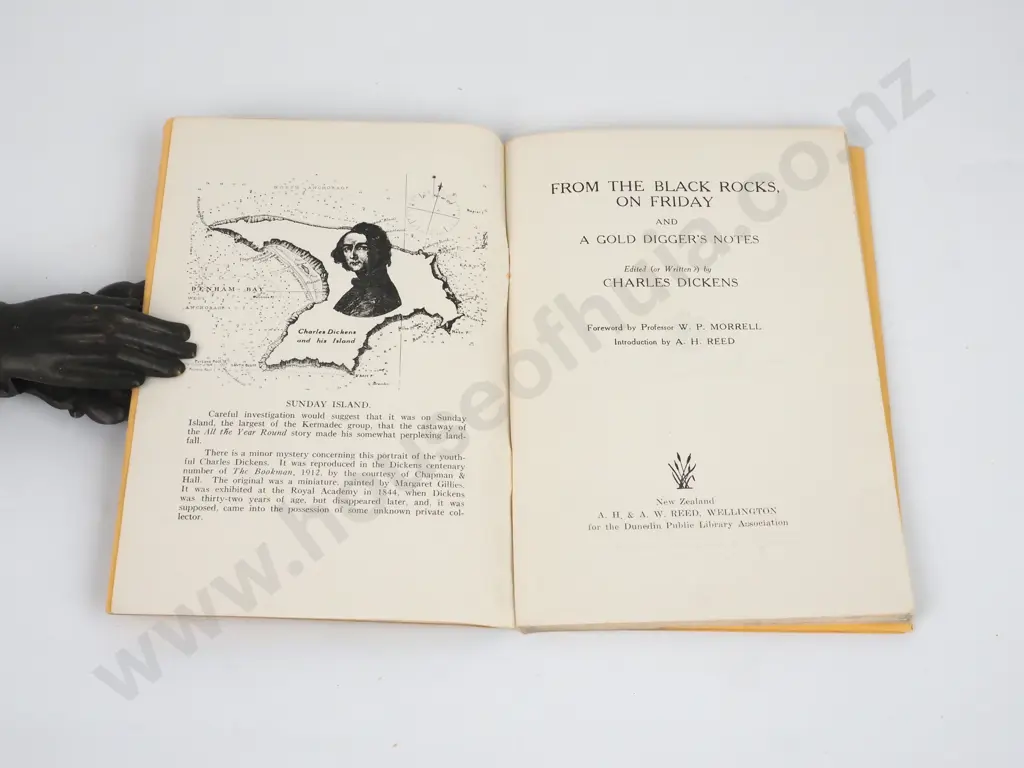 NORTH ANCHORAGE
DENHAM BAY
WEST
ANCHORAGE
Charles Dickens
and his Island
SUNDAY ISLAND.
Careful investigation would suggest that it was on Sunday
Island, the largest of the Kermadec group, that the castaway of
the All the Year Round story made his somewhat perplexing land-
fall.
There is a minor mystery concerning this portrait of the youth-
ful Charles Dickens. It was reproduced in the Dickens centenary
number of The Bookman, 1912, by the courtesy of Chapman &
Hall. The original was a miniature, painted by Margaret Gillies.
It was exhibited at the Royal Academy in 1844, when Dickens
was thirty-two years of age, but disappeared later, and, it was
supposed, came into the possession of some unknown private col-
lector.
FROM THE BLACK ROCKS,
ON FRIDAY
AND
A GOLD DIGGER'S NOTES
Edited (or Written?) by
CHARLES DICKENS
Foreword by Professor W. P. MORRELL
Introduction by A. H. REED
New Zealand
A. H. & A. W. REED, WELLINGTON
for the Dunedin Public Library Association
www.houseofhuia.co.nz